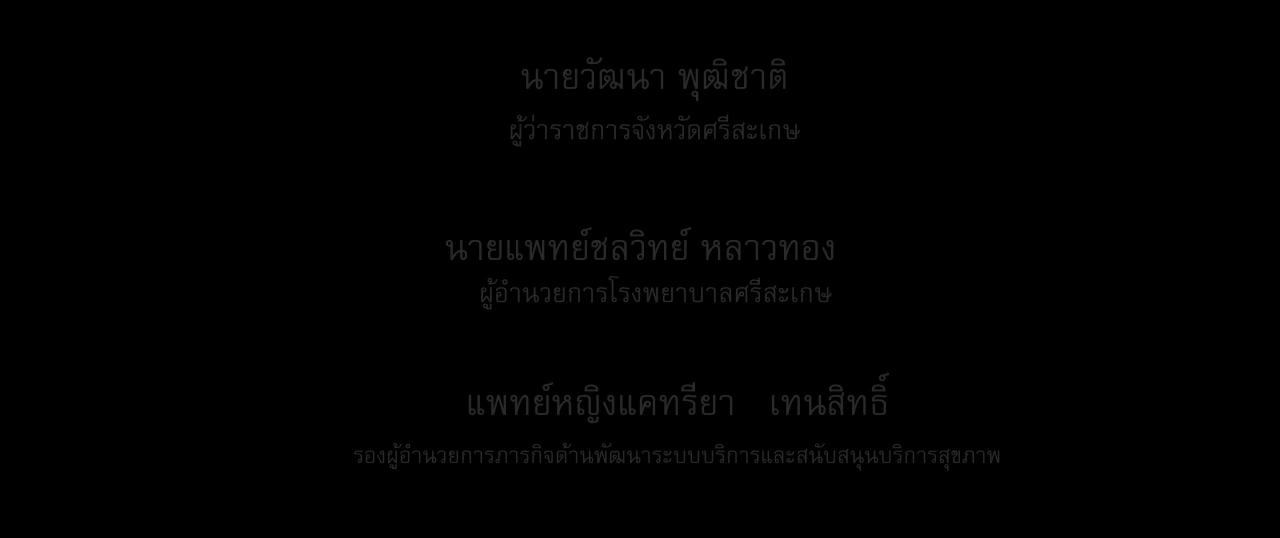 นายวัฒนา พุฒิชาติ
ผู้ว่าราชการจังหวัดศรีสะเกษ
นายแพทย์ชลวิทย์ หลาวทอง
ผู้อำนวยการโรงพยาบาลศรีสะเกษ
แพทย์หญิงแคทรียา เทนสิทธิ์
รองผู้อำนวยการภารกิจด้านพัฒนาระบบบริการและสนับสนุนบริการสุขภาพ